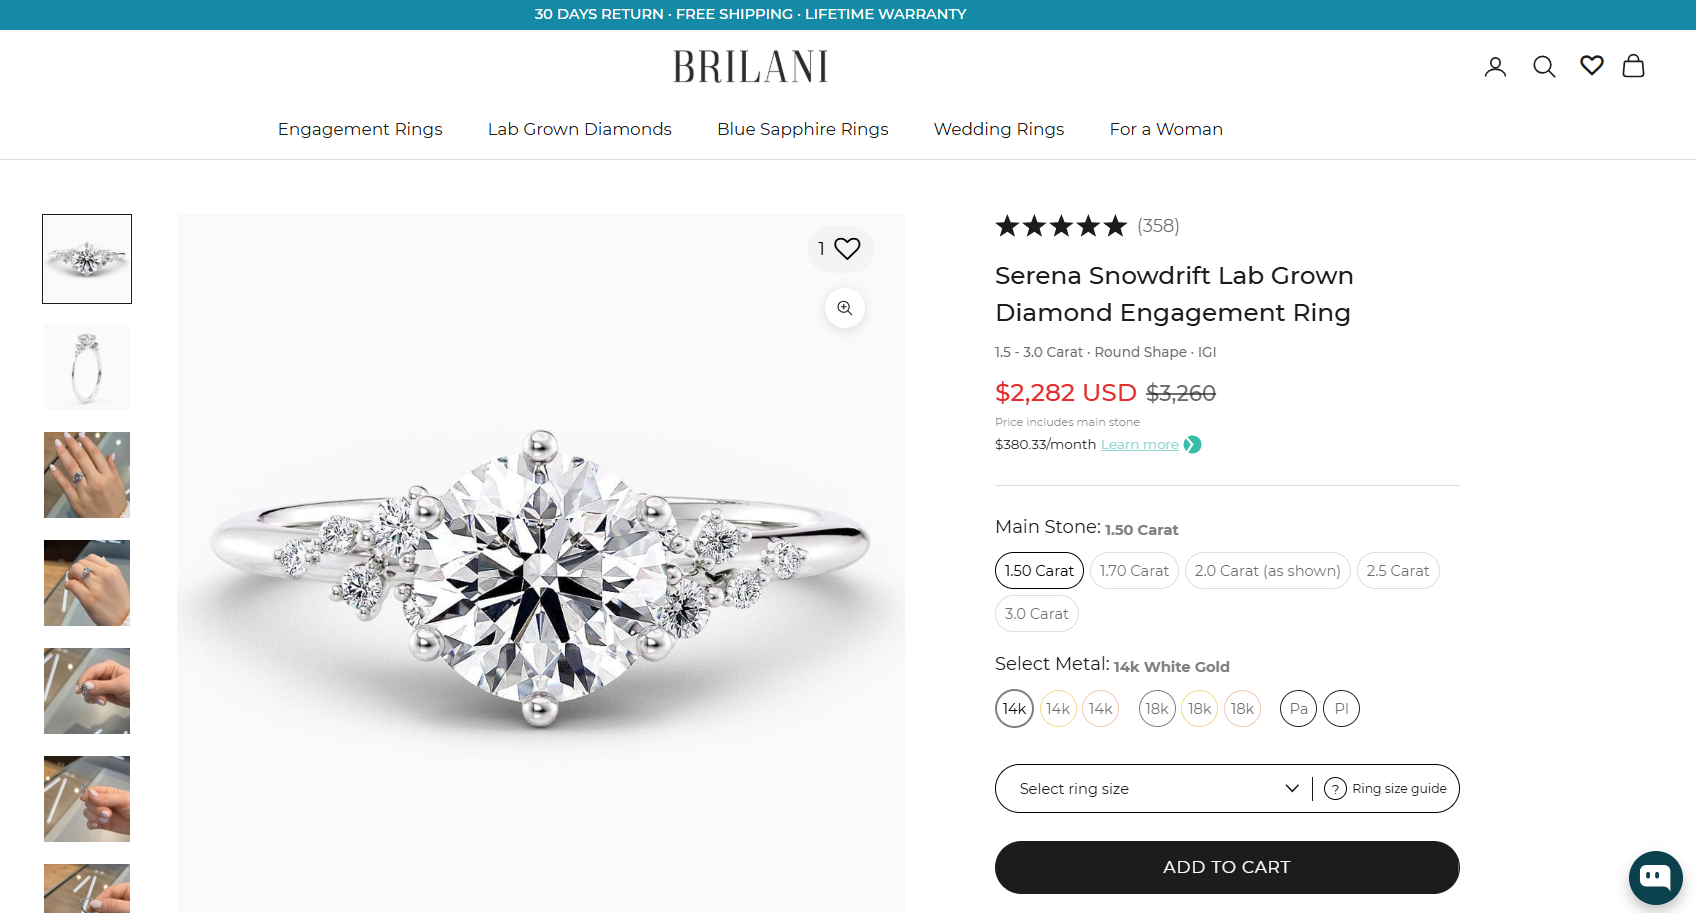 30 DAYS RETURN · FREE SHIPPING · LIFETIME WARRANTY
BRILANI
Engagement Rings
Lab Grown Diamonds
Blue Sapphire Rings
Wedding Rings
For a Woman
1
(358)
Serena Snowdrift Lab Grown
Diamond Engagement Ring
1.5 - 3.0 Carat · Round Shape · IGI
$2,282 USD $3,260
Price includes main stone
$380.33/month Learn more
Main Stone: 1.50 Carat
1.50 Carat 1.70 Carat 2.0 Carat (as shown) 2.5 Carat
3.0 Carat
Select Metal: 14k White Gold
14k 14k 14k 18k 18k 18k Pa Pl
Select ring size ? Ring size guide
ADD TO CART